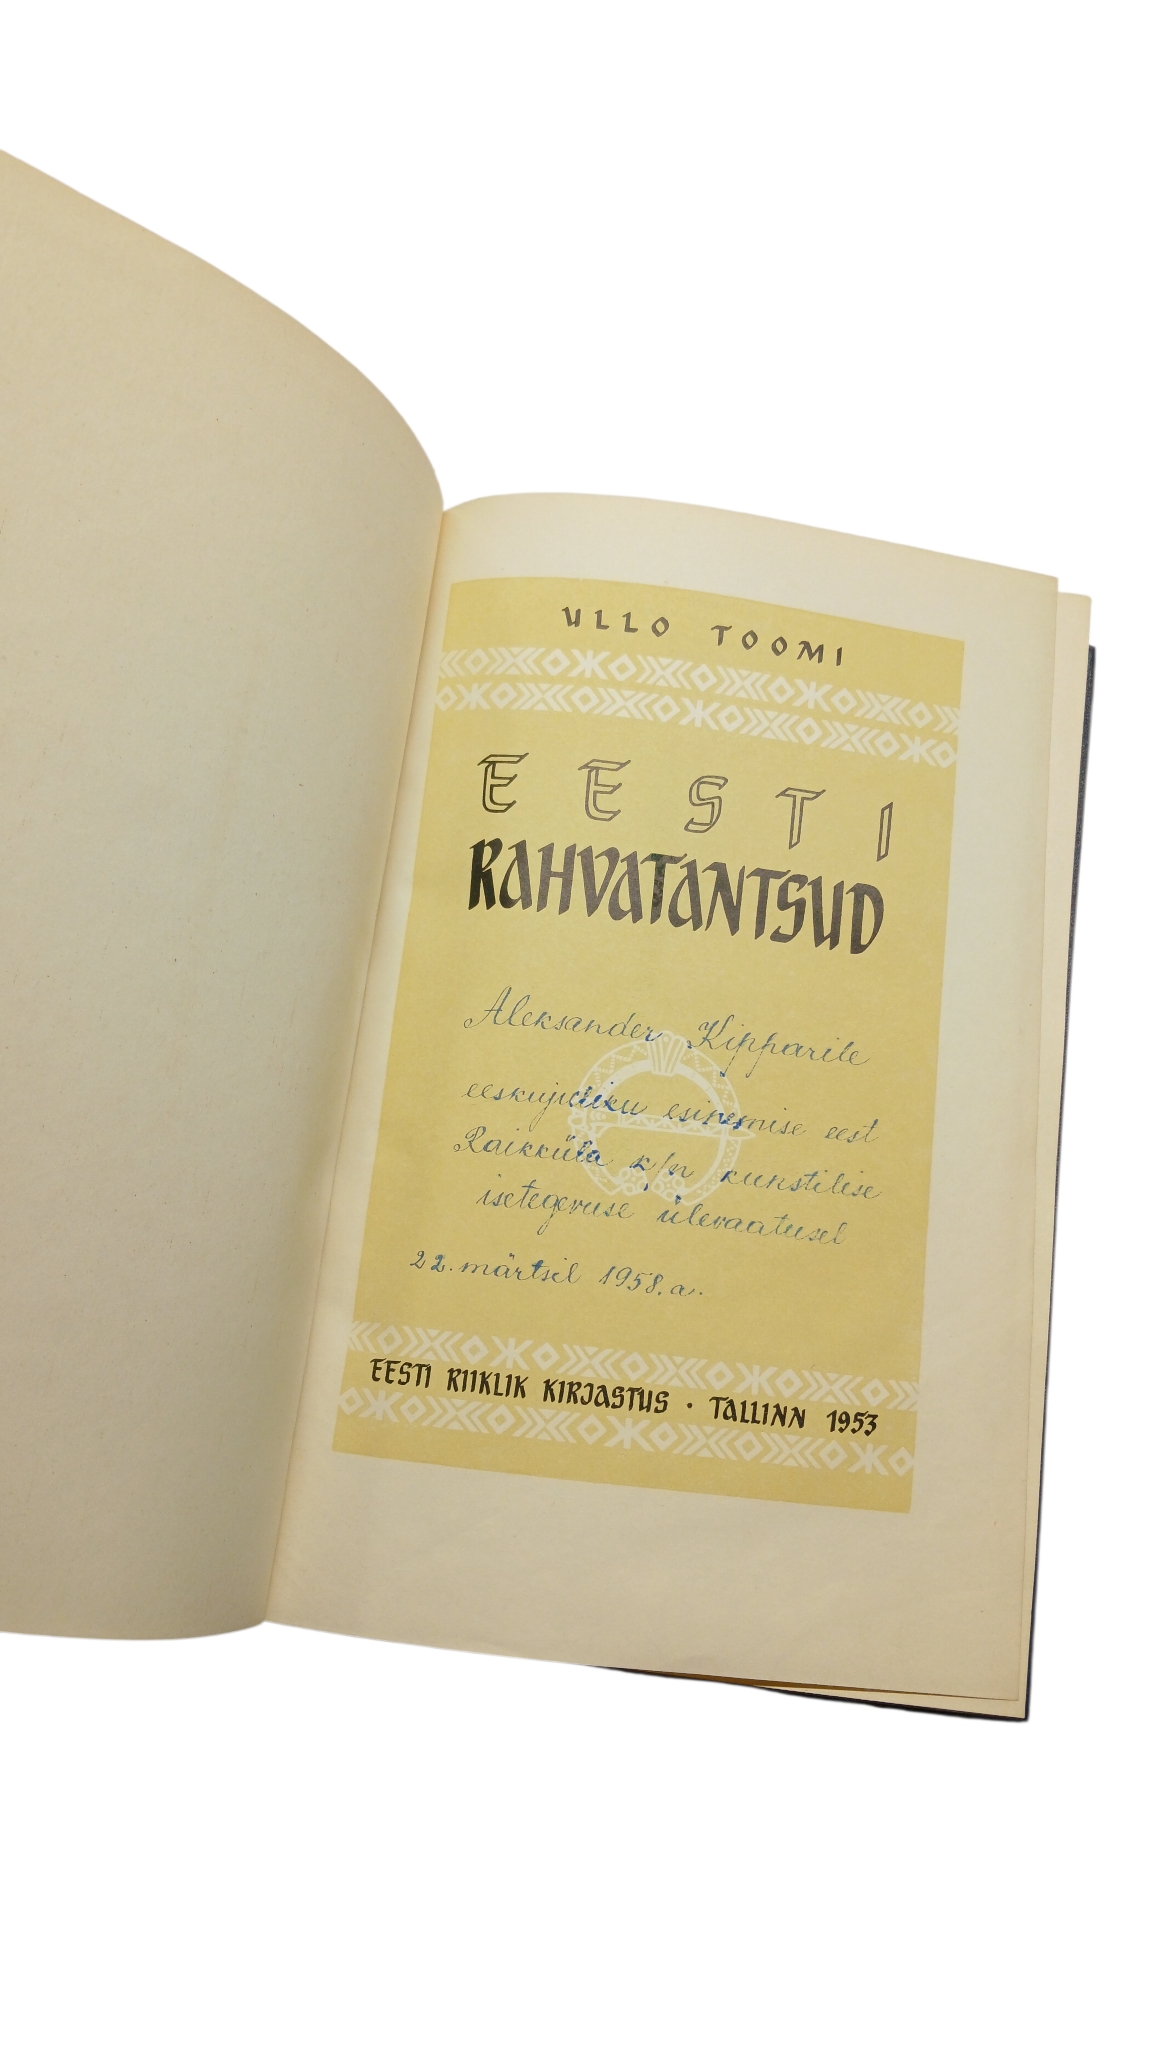 ULLO TOOMI
EESTI
RAHVATANTSUD
Aleksander Kipparile
eeskujuliku esinemise eest
Raikküla k/n kunstilise
isetegevuse ülevaatusel
22. märtsil 1958. a.
EESTI RIIKLIK KIRJASTUS · TALLINN 1953